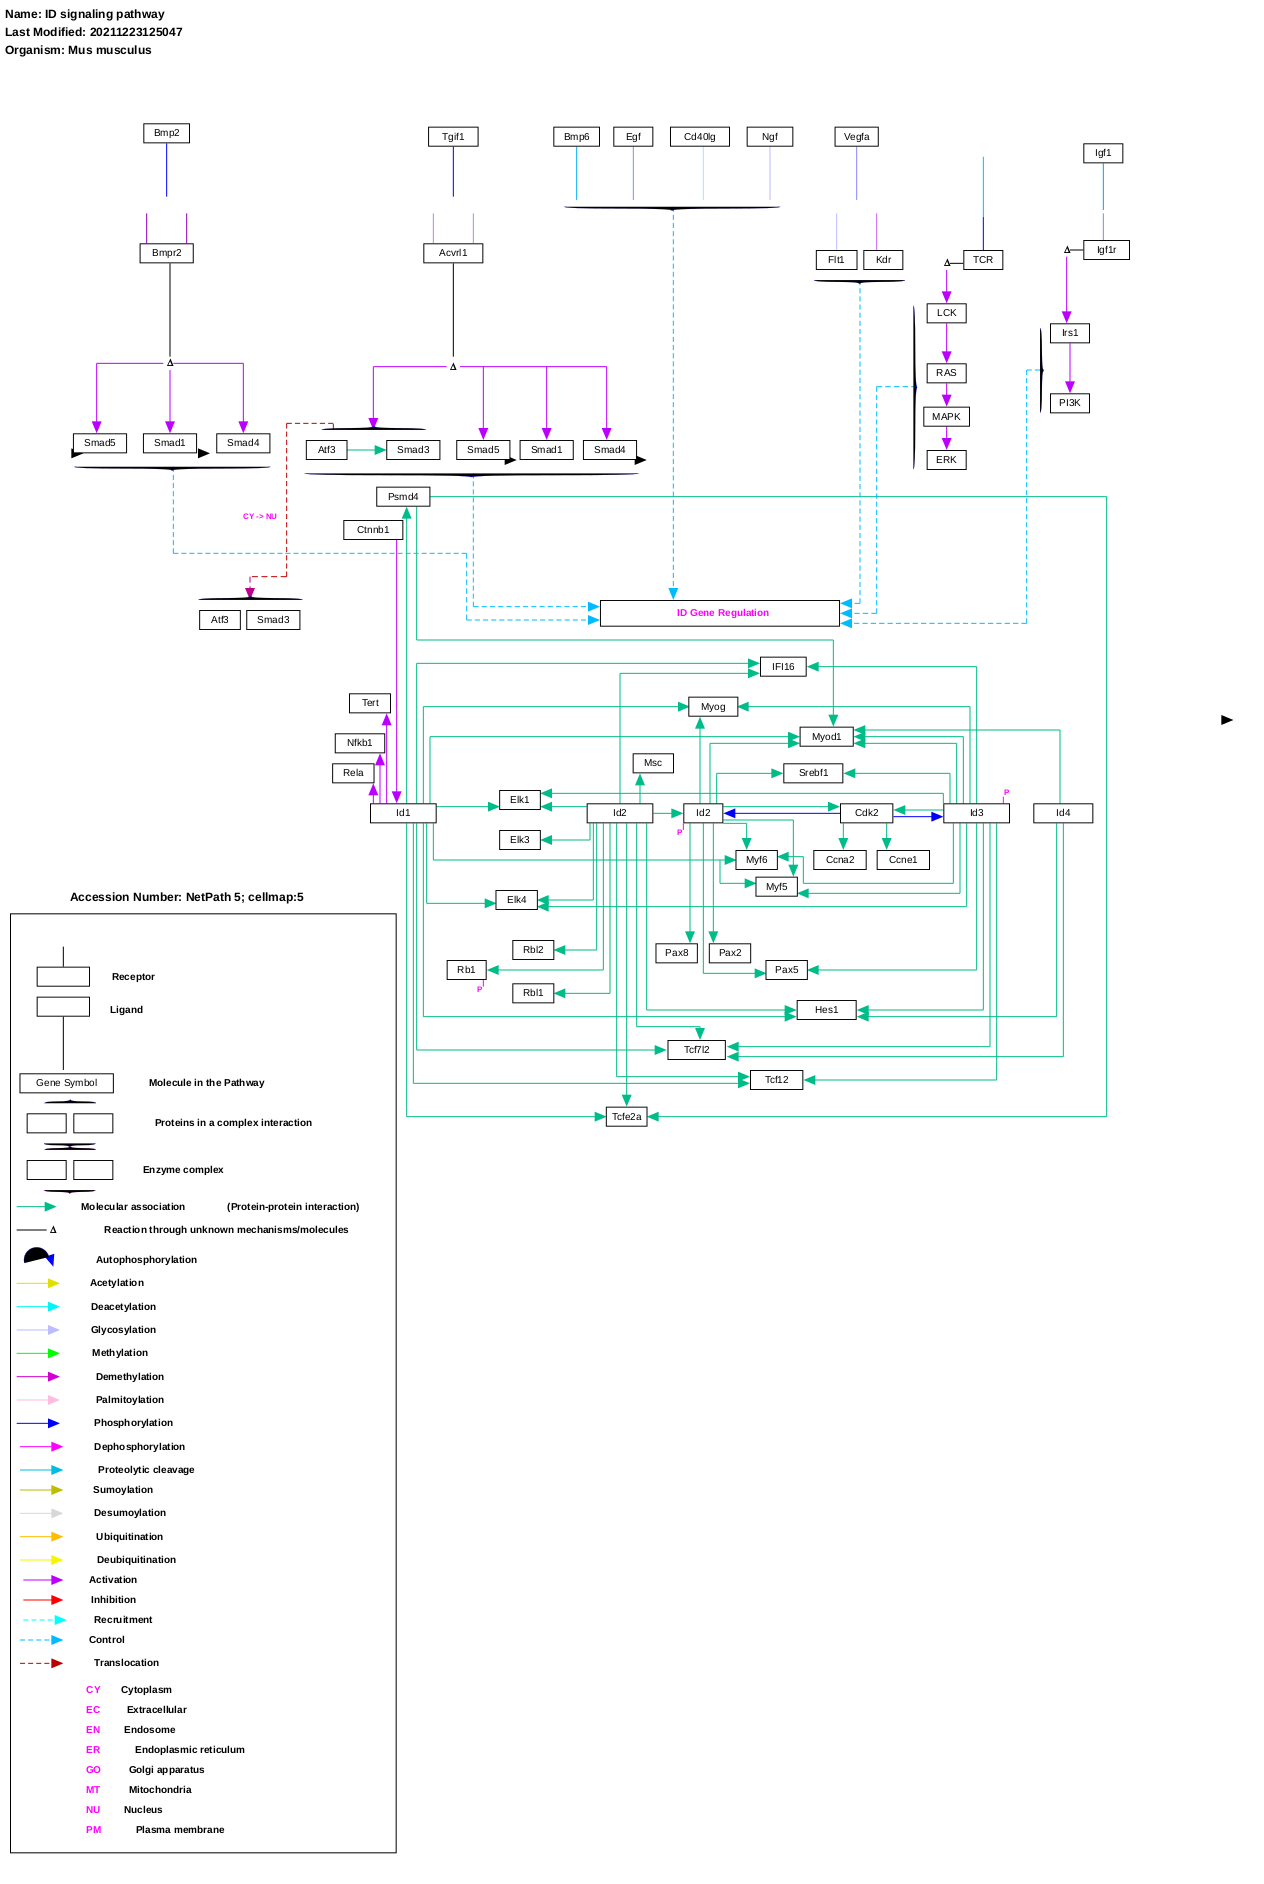 Name: ID signaling pathway
Last Modified: 20211223125047
Organism: Mus musculus
Bmp2
Tgif1
Bmp6
Egf
Cd40lg
Ngf
Vegfa
Igf1
Bmpr2
Acvrl1
Flt1
Kdr
Δ
TCR
Δ
Igf1r
LCK
Irs1
Δ
Δ
RAS
PI3K
MAPK
Smad5
Smad1
Smad4
Atf3
Smad3
Smad5
Smad1
Smad4
ERK
Psmd4
CY -> NU
Ctnnb1
Atf3
Smad3
ID Gene Regulation
IFI16
Tert
Myog
Nfkb1
Myod1
Rela
Msc
Srebf1
Elk1
P
Id1
Id2
Id2
Cdk2
Id3
Id4
P
Elk3
Myf6
Ccna2
Ccne1
Myf5
Accession Number: NetPath 5; cellmap:5
Elk4
Rbl2
Pax8
Pax2
Receptor
Rb1
Pax5
P
Rbl1
Ligand
Hes1
Tcf7l2
Gene Symbol
Molecule in the Pathway
Tcf12
Tcfe2a
Proteins in a complex interaction
Enzyme complex
Molecular association (Protein-protein interaction)
Δ
Reaction through unknown mechanisms/molecules
Autophosphorylation
Acetylation
Deacetylation
Glycosylation
Methylation
Demethylation
Palmitoylation
Phosphorylation
Dephosphorylation
Proteolytic cleavage
Sumoylation
Desumoylation
Ubiquitination
Deubiquitination
Activation
Inhibition
Recruitment
Control
Translocation
CY Cytoplasm
EC Extracellular
EN Endosome
ER Endoplasmic reticulum
GO Golgi apparatus
MT Mitochondria
NU Nucleus
PM Plasma membrane